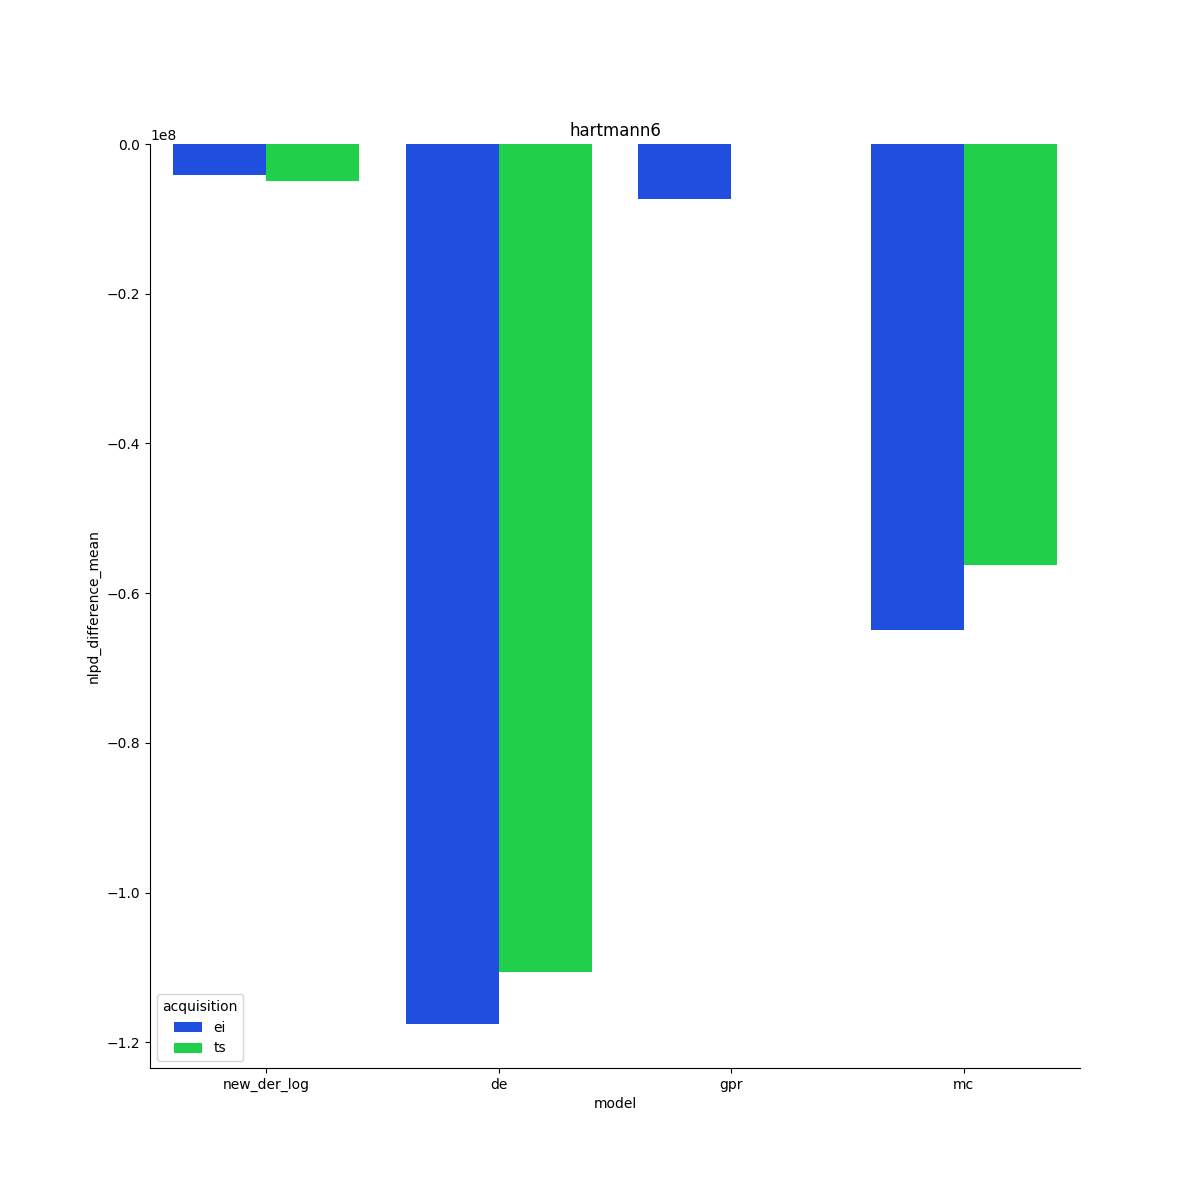 hartmann6
1e8
0.0
−0.2
−0.4
−0.6
−0.8
−1.0
−1.2
nlpd_difference_mean
acquisition
ei
ts
new_der_log
de
gpr
mc
model